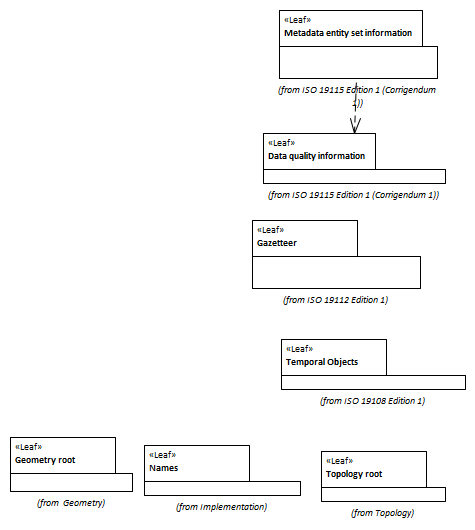 «Leaf»
Metadata entity set information
(from ISO 19115 Edition 1 (Corrigendum
1))
«Leaf»
Data quality information
(from ISO 19115 Edition 1 (Corrigendum 1))
«Leaf»
Gazetteer
(from ISO 19112 Edition 1)
«Leaf»
Temporal Objects
(from ISO 19108 Edition 1)
«Leaf»
Geometry root
(from  Geometry)
«Leaf»
Names
(from Implementation)
«Leaf»
Topology root
(from Topology)